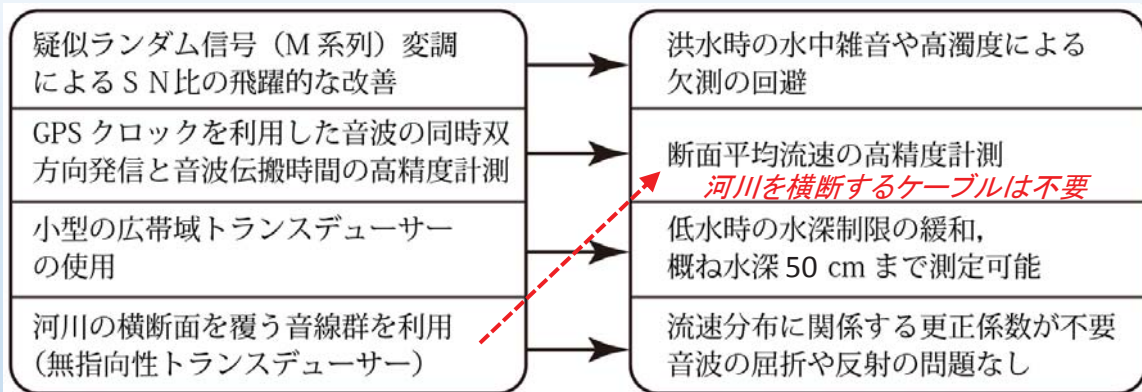 疑似ランダム信号（M 系列）変調
によるＳＮ比の飛躍的な改善
洪水時の水中雑音や高濁度による
欠測の回避
GPS クロックを利用した音波の同時双
方向発信と音波伝搬時間の高精度計測
断面平均流速の高精度計測
河川を横断するケーブルは不要
小型の広帯域トランスデューサー
の使用
低水時の水深制限の緩和，
概ね水深 50 cm まで測定可能
河川の横断面を覆う音線群を利用
（無指向性トランスデューサー）
流速分布に関係する更正係数が不要
音波の屈折や反射の問題なし